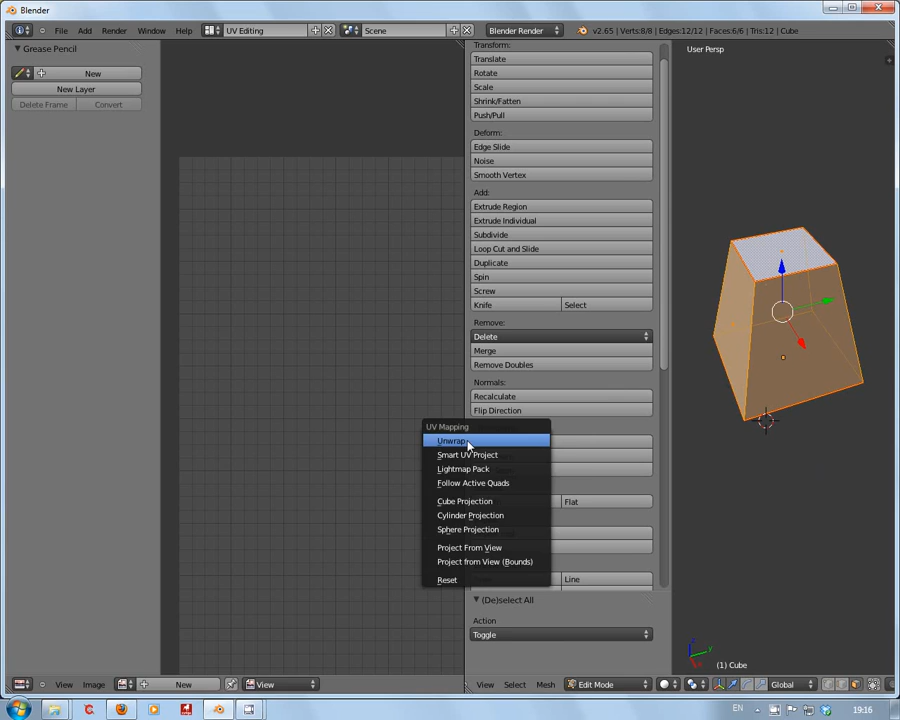 Blender
File Add Render Window Help UV Editing Scene Blender Render v2.65 | Verts:8/8 | Edges:12/12 | Faces:6/6 | Tris:12 | Cube
Grease Pencil
New
New Layer
Delete Frame Convert
Transform:
Translate
Rotate
Scale
Shrink/Fatten
Push/Pull
Deform:
Edge Slide
Noise
Smooth Vertex
Add:
Extrude Region
Extrude Individual
Subdivide
Loop Cut and Slide
Duplicate
Spin
Screw
Knife Select
Remove:
Delete
Merge
Remove Doubles
Normals:
Recalculate
Flip Direction
UV Mapping
Unwrap
Smart UV Project
Lightmap Pack
Follow Active Quads
Cube Projection
Cylinder Projection
Sphere Projection
Project From View
Project from View (Bounds)
Reset
Flat
Line
(De)select All
Action
Toggle
User Persp
z
y
(1) Cube
View Image New View
View Select Mesh Edit Mode Global
EN 19:16